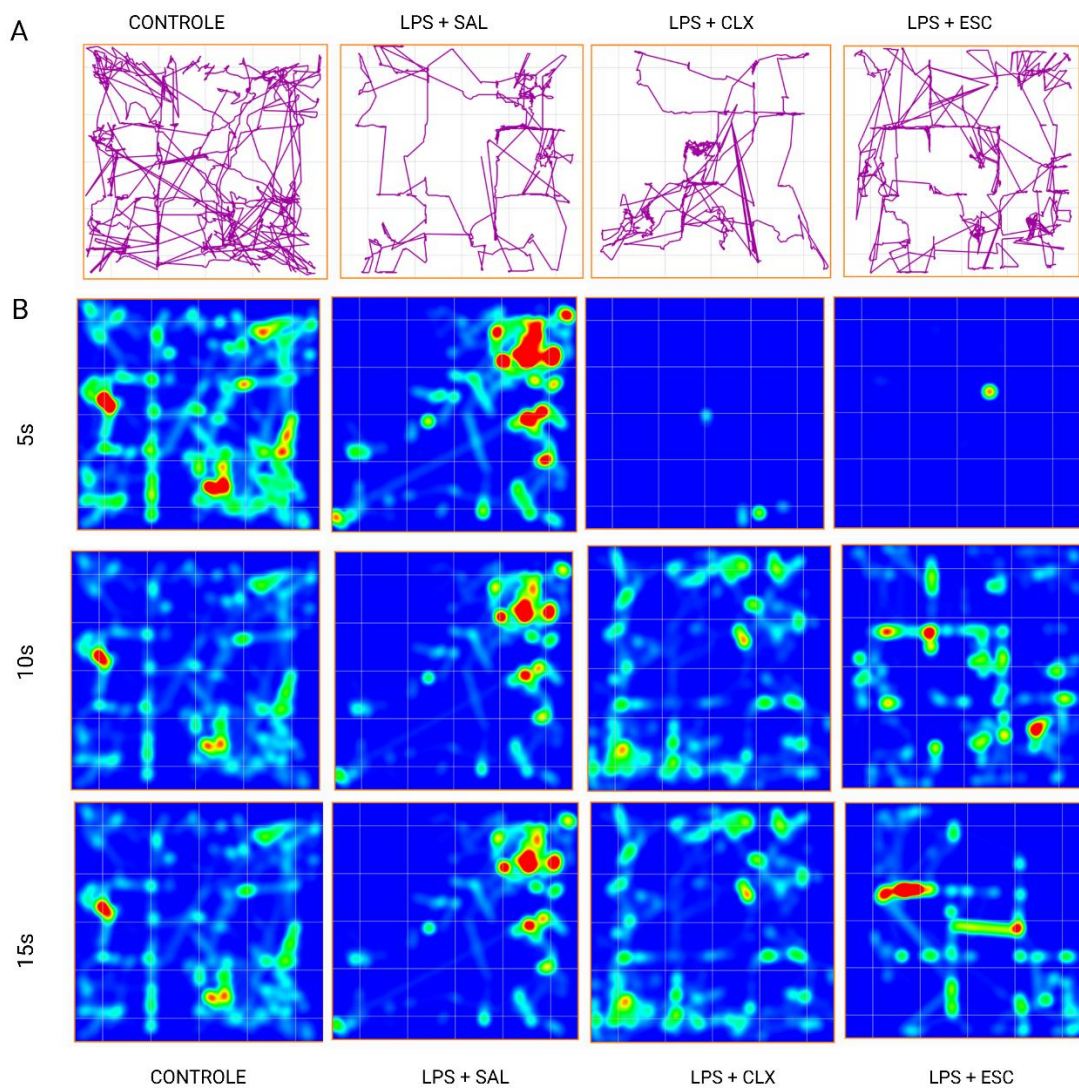 A
CONTROLE
LPS + SAL
LPS + CLX
LPS + ESC
B
5s
10s
15s
CONTROLE
LPS + SAL
LPS + CLX
LPS + ESC